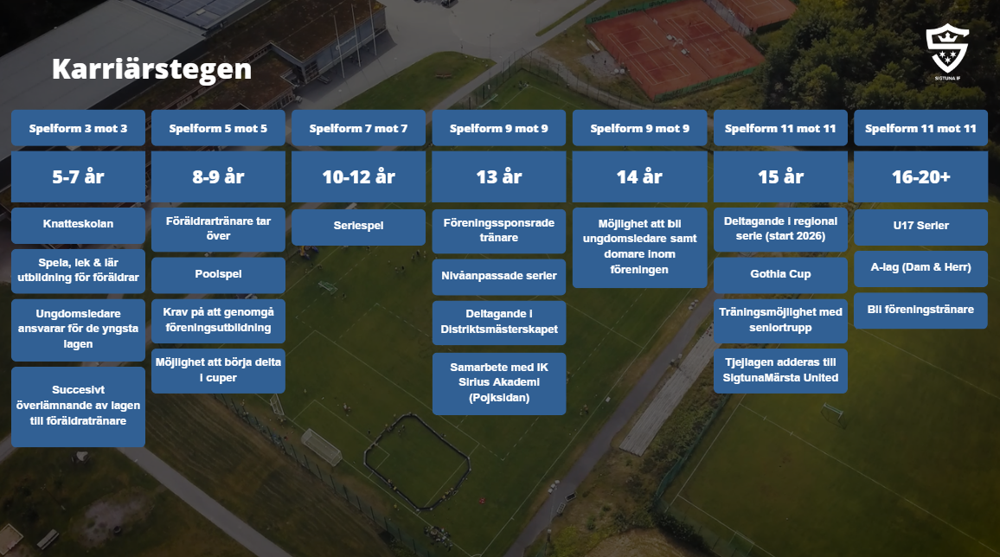 Karriärstegen
SIGTUNA IF
Spelform 3 mot 3
5-7 år
Knatteskolan
Spela, lek & lär
utbildning för föräldrar
Ungdomsledare
ansvarar för de yngsta
lagen
Succesivt
överlämnande av lagen
till föräldratränare
Spelform 5 mot 5
8-9 år
Föräldrartränare tar
över
Poolspel
Krav på att genomgå
föreningsutbildning
Möjlighet att börja delta
i cuper
Spelform 7 mot 7
10-12 år
Seriespel
Spelform 9 mot 9
13 år
Föreningssponsrade
tränare
Nivåanpassade serier
Deltagande i
Distriktsmästerskapet
Samarbete med IK
Sirius Akademi
(Pojksidan)
Spelform 9 mot 9
14 år
Möjlighet att bli
ungdomsledare samt
domare inom
föreningen
Spelform 11 mot 11
15 år
Deltagande i regional
serie (start 2026)
Gothia Cup
Träningsmöjlighet med
seniortrupp
Tjejlagen adderas till
SigtunaMärsta United
Spelform 11 mot 11
16-20+
U17 Serier
A-lag (Dam & Herr)
Bli föreningstränare